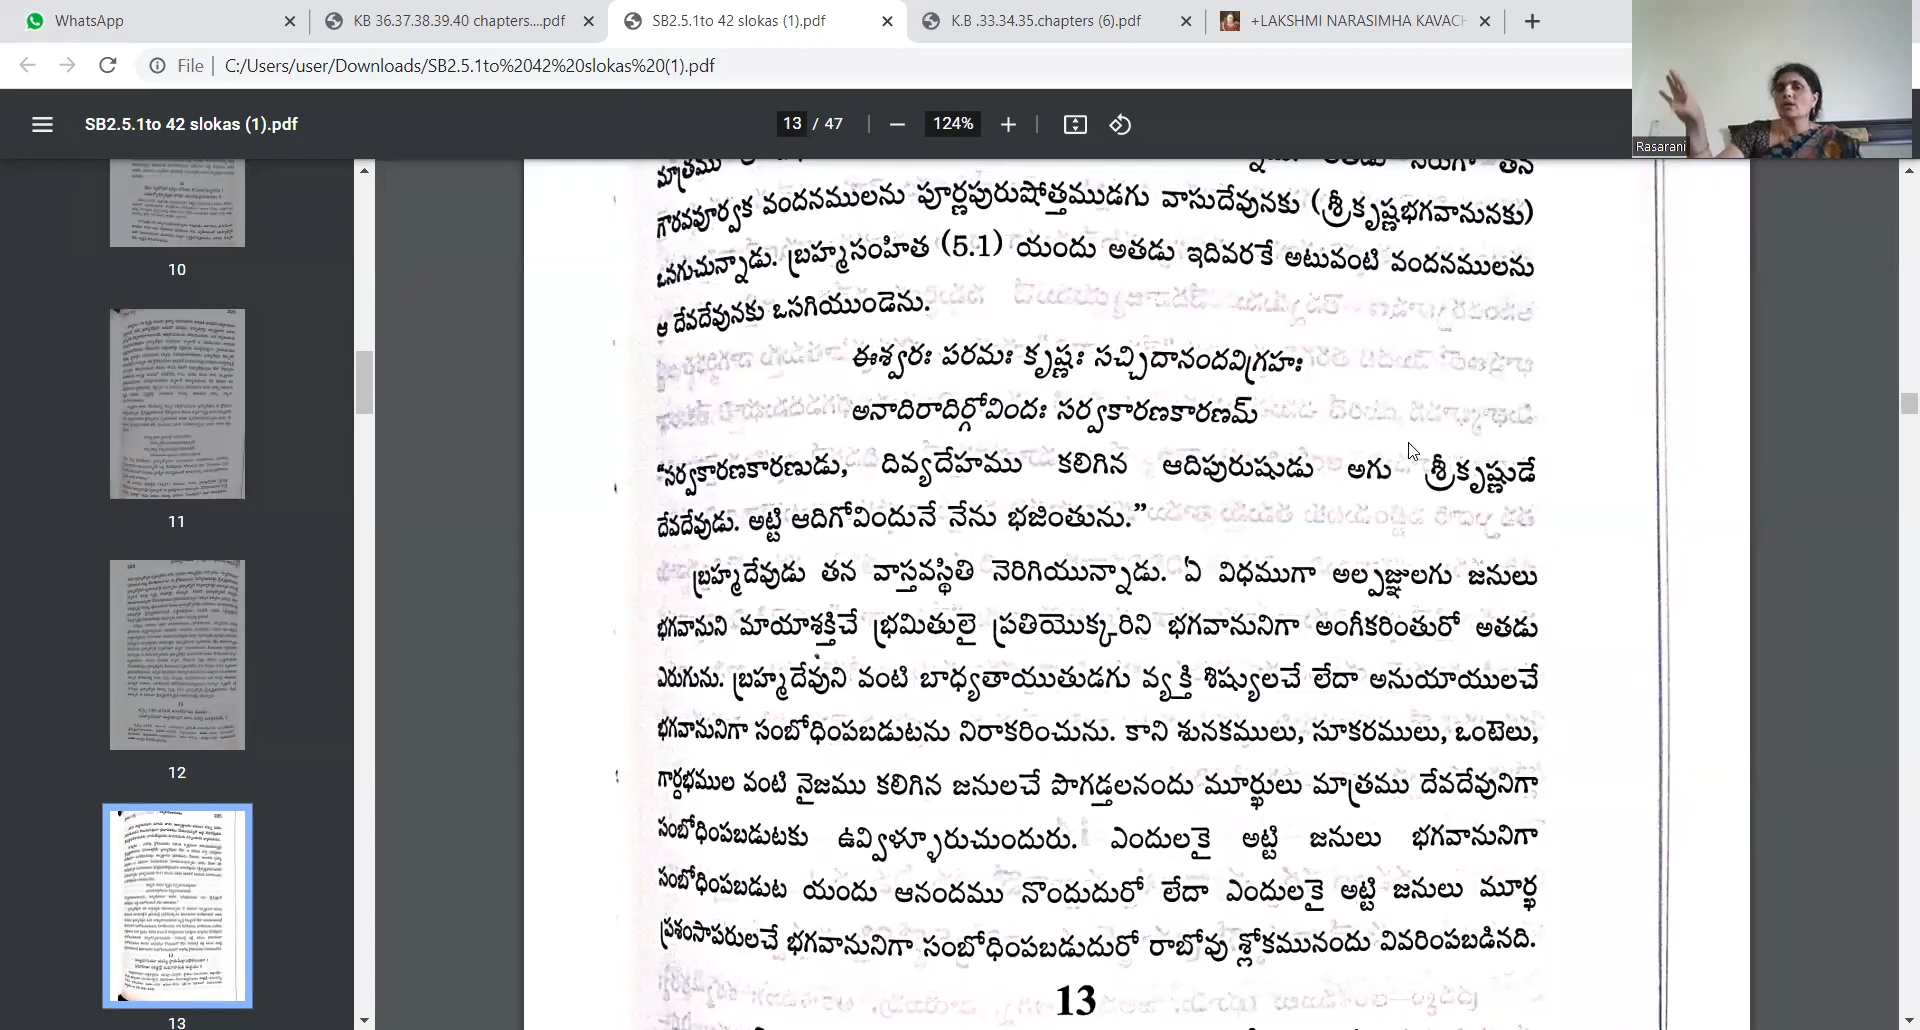 WhatsApp
KB 36.37.38.39.40 chapters....pdf
SB2.5.1to 42 slokas (1).pdf
K.B .33.34.35.chapters (6).pdf
+LAKSHMI NARASIMHA KAVACH
File
C:/Users/user/Downloads/SB2.5.1to%2042%20slokas%20(1).pdf
SB2.5.1to 42 slokas (1).pdf
13 / 47
124%
Rasarani
10
11
12
13
మాత్రము
తన
గౌరవపూర్వక వందనములను పూర్ణపురుషోత్తముడగు వాసుదేవునకు (శ్రీకృష్ణభగవానునకు)
ఒసగుచున్నాడు. బ్రహ్మసంహిత (5.1) యందు అతడు ఇదివరకే అటువంటి వందనములను
ఆ దేవదేవునకు ఒసగియుండెను.
ఈశ్వరః పరమః కృష్ణః సచ్చిదానందవిగ్రహః
అనాదిరాదిర్గోవిందః సర్వకారణకారణమ్
“సర్వకారణకారణుడు, దివ్యదేహము కలిగిన ఆదిపురుషుడు అగు శ్రీకృష్ణుడే
దేవదేవుడు. అట్టి ఆదిగోవిందునే నేను భజింతును.”
బ్రహ్మదేవుడు తన వాస్తవస్థితి నెరిగియున్నాడు. ఏ విధముగా అల్పజ్ఞులగు జనులు
భగవానుని మాయాశక్తిచే భ్రమితులై ప్రతియొక్కరిని భగవానునిగా అంగీకరింతురో అతడు
ఎరుగును. బ్రహ్మదేవుని వంటి బాధ్యతాయుతుడగు వ్యక్తి శిష్యులచే లేదా అనుయాయులచే
భగవానునిగా సంబోధింపబడుటను నిరాకరించును. కాని శునకములు, సూకరములు, ఒంటెలు,
గార్దభముల వంటి నైజము కలిగిన జనులచే పొగడ్తలనందు మూర్ఖులు మాత్రము దేవదేవునిగా
సంబోధింపబడుటకు ఉవ్విళ్ళూరుచుందురు. ఎందులకై అట్టి జనులు భగవానునిగా
సంబోధింపబడుట యందు ఆనందము నొందుదురో లేదా ఎందులకై అట్టి జనులు మూర్ఖ
ప్రశంసాపరులచే భగవానునిగా సంబోధింపబడుదురో రాబోవు శ్లోకమునందు వివరింపబడినది.
13